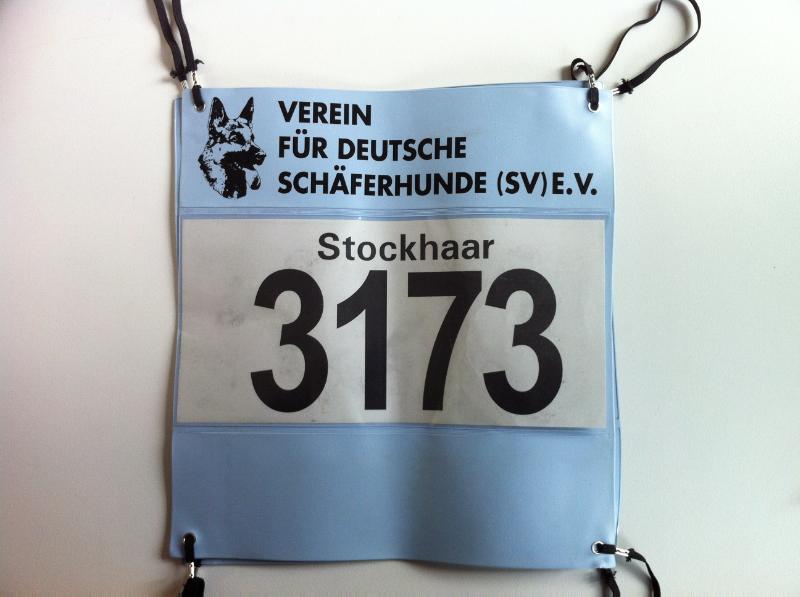 VEREIN
FÜR DEUTSCHE
SCHÄFERHUNDE (SV) E.V.
Stockhaar
3173